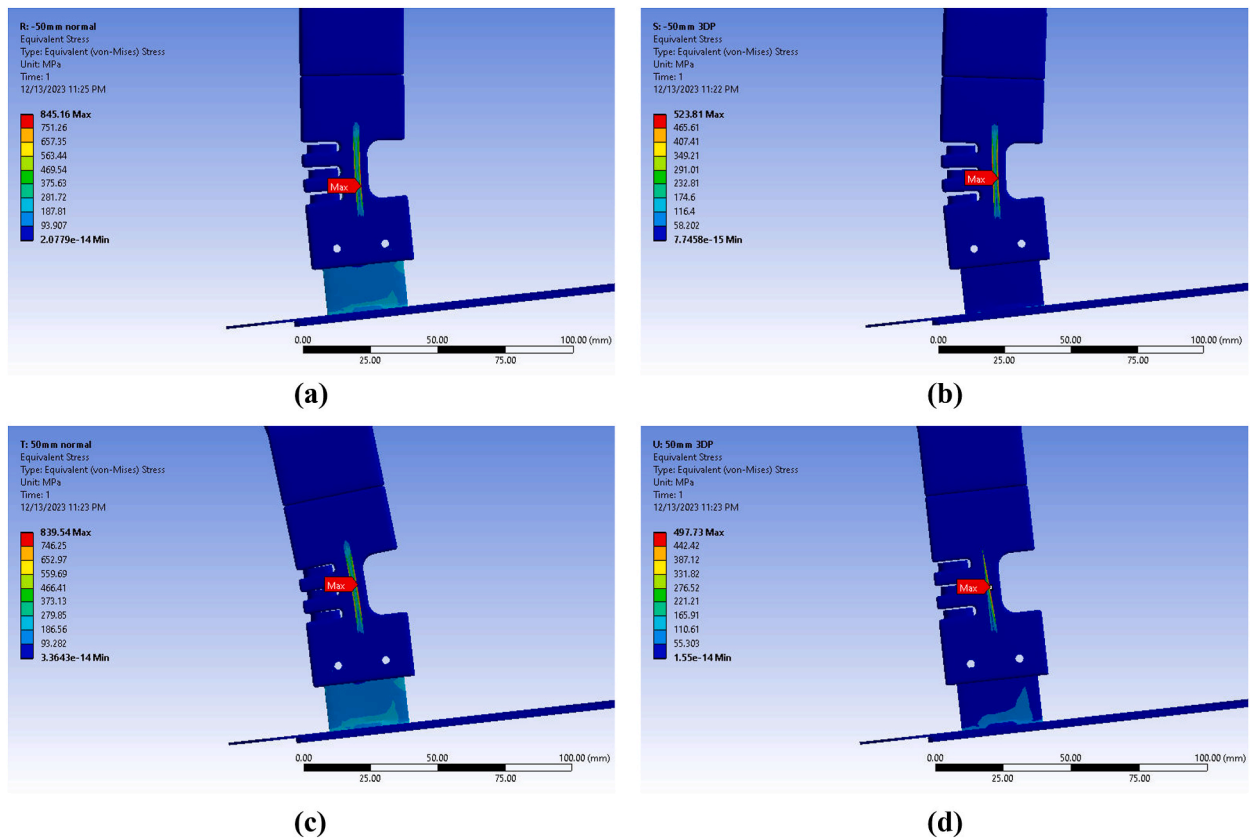 R: -50mm normal
Equivalent Stress
Type: Equivalent (von-Mises) Stress
Unit: MPa
Time: 1
12/13/2023 11:25 PM
845.16 Max
751.26
657.35
563.44
469.54
375.63
281.72
187.81
93.907
2.0779e-14 Min
Max
0.00 50.00 100.00 (mm)
25.00 75.00
(a)
S: -50mm 3DP
Equivalent Stress
Type: Equivalent (von-Mises) Stress
Unit: MPa
Time: 1
12/13/2023 11:22 PM
523.81 Max
465.61
407.41
349.21
291.01
232.81
174.6
116.4
58.202
7.7458e-15 Min
Max
0.00 50.00 100.00 (mm)
25.00 75.00
(b)
T: 50mm normal
Equivalent Stress
Type: Equivalent (von-Mises) Stress
Unit: MPa
Time: 1
12/13/2023 11:23 PM
839.54 Max
746.25
652.97
559.69
466.41
373.13
279.85
186.56
93.282
3.3643e-14 Min
Max
0.00 50.00 100.00 (mm)
25.00 75.00
(c)
U: 50mm 3DP
Equivalent Stress
Type: Equivalent (von-Mises) Stress
Unit: MPa
Time: 1
12/13/2023 11:23 PM
497.73 Max
442.42
387.12
331.82
276.52
221.21
165.91
110.61
55.303
1.55e-14 Min
Max
0.00 50.00 100.00 (mm)
25.00 75.00
(d)